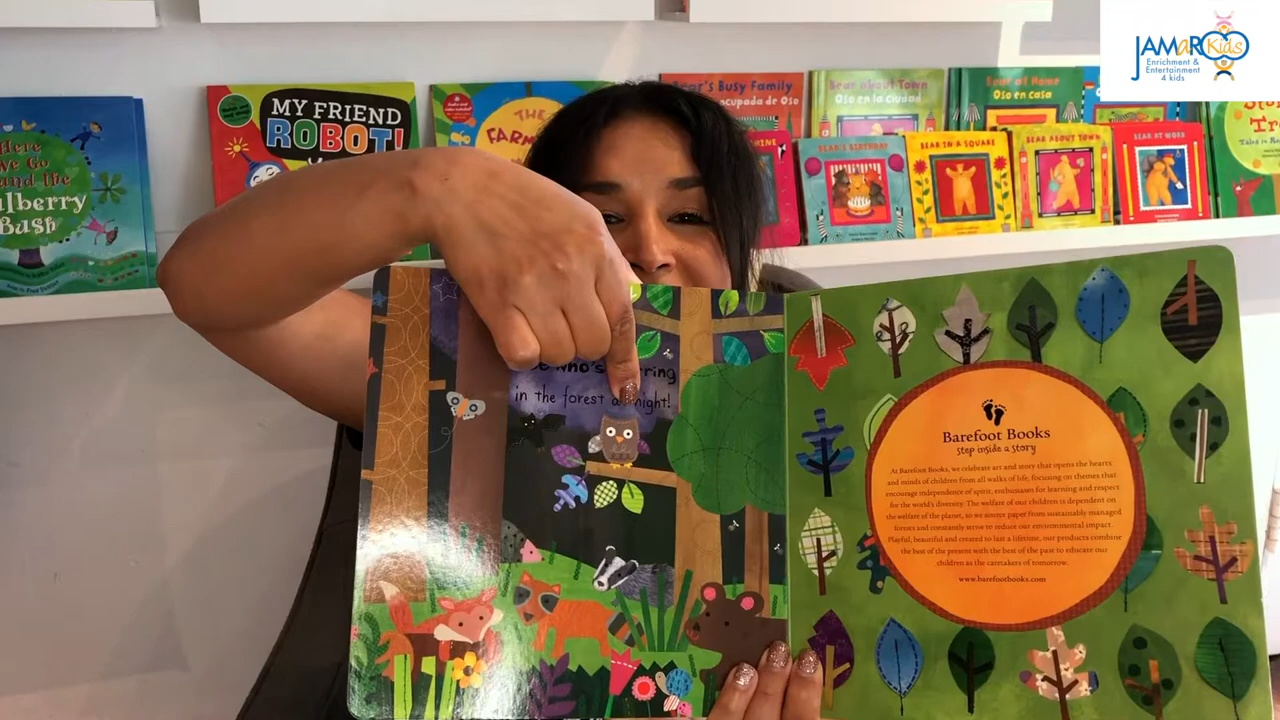 JAMaROO Kids
Enrichment &
Entertainment
4 kids
Here
We Go
Mulberry
Bush
MY FRIEND
ROBOT!
THE
Bear's Busy Family
ocupada de Oso
Bear about Town
Oso en la ciudad
Bear at Home
Oso en casa
BEAR'S BIRTHDAY
BEAR IN A SQUARE
BEAR ABOUT TOWN
BEAR AT WORK
who's
in the forest night!
Barefoot Books
step inside a story
At Barefoot Books, we celebrate art and story that opens the hearts
and minds of children from all walks of life, focusing on themes that
encourage independence of spirit, enthusiasm for learning and respect
for the world's diversity. The welfare of our children is dependent on
the welfare of the planet, so we source paper from sustainably managed
forests and constantly strive to reduce our environmental impact.
Playful, beautiful and created to last a lifetime, our products combine
the best of the present with the best of the past to educate our
children as the caretakers of tomorrow.
www.barefootbooks.com